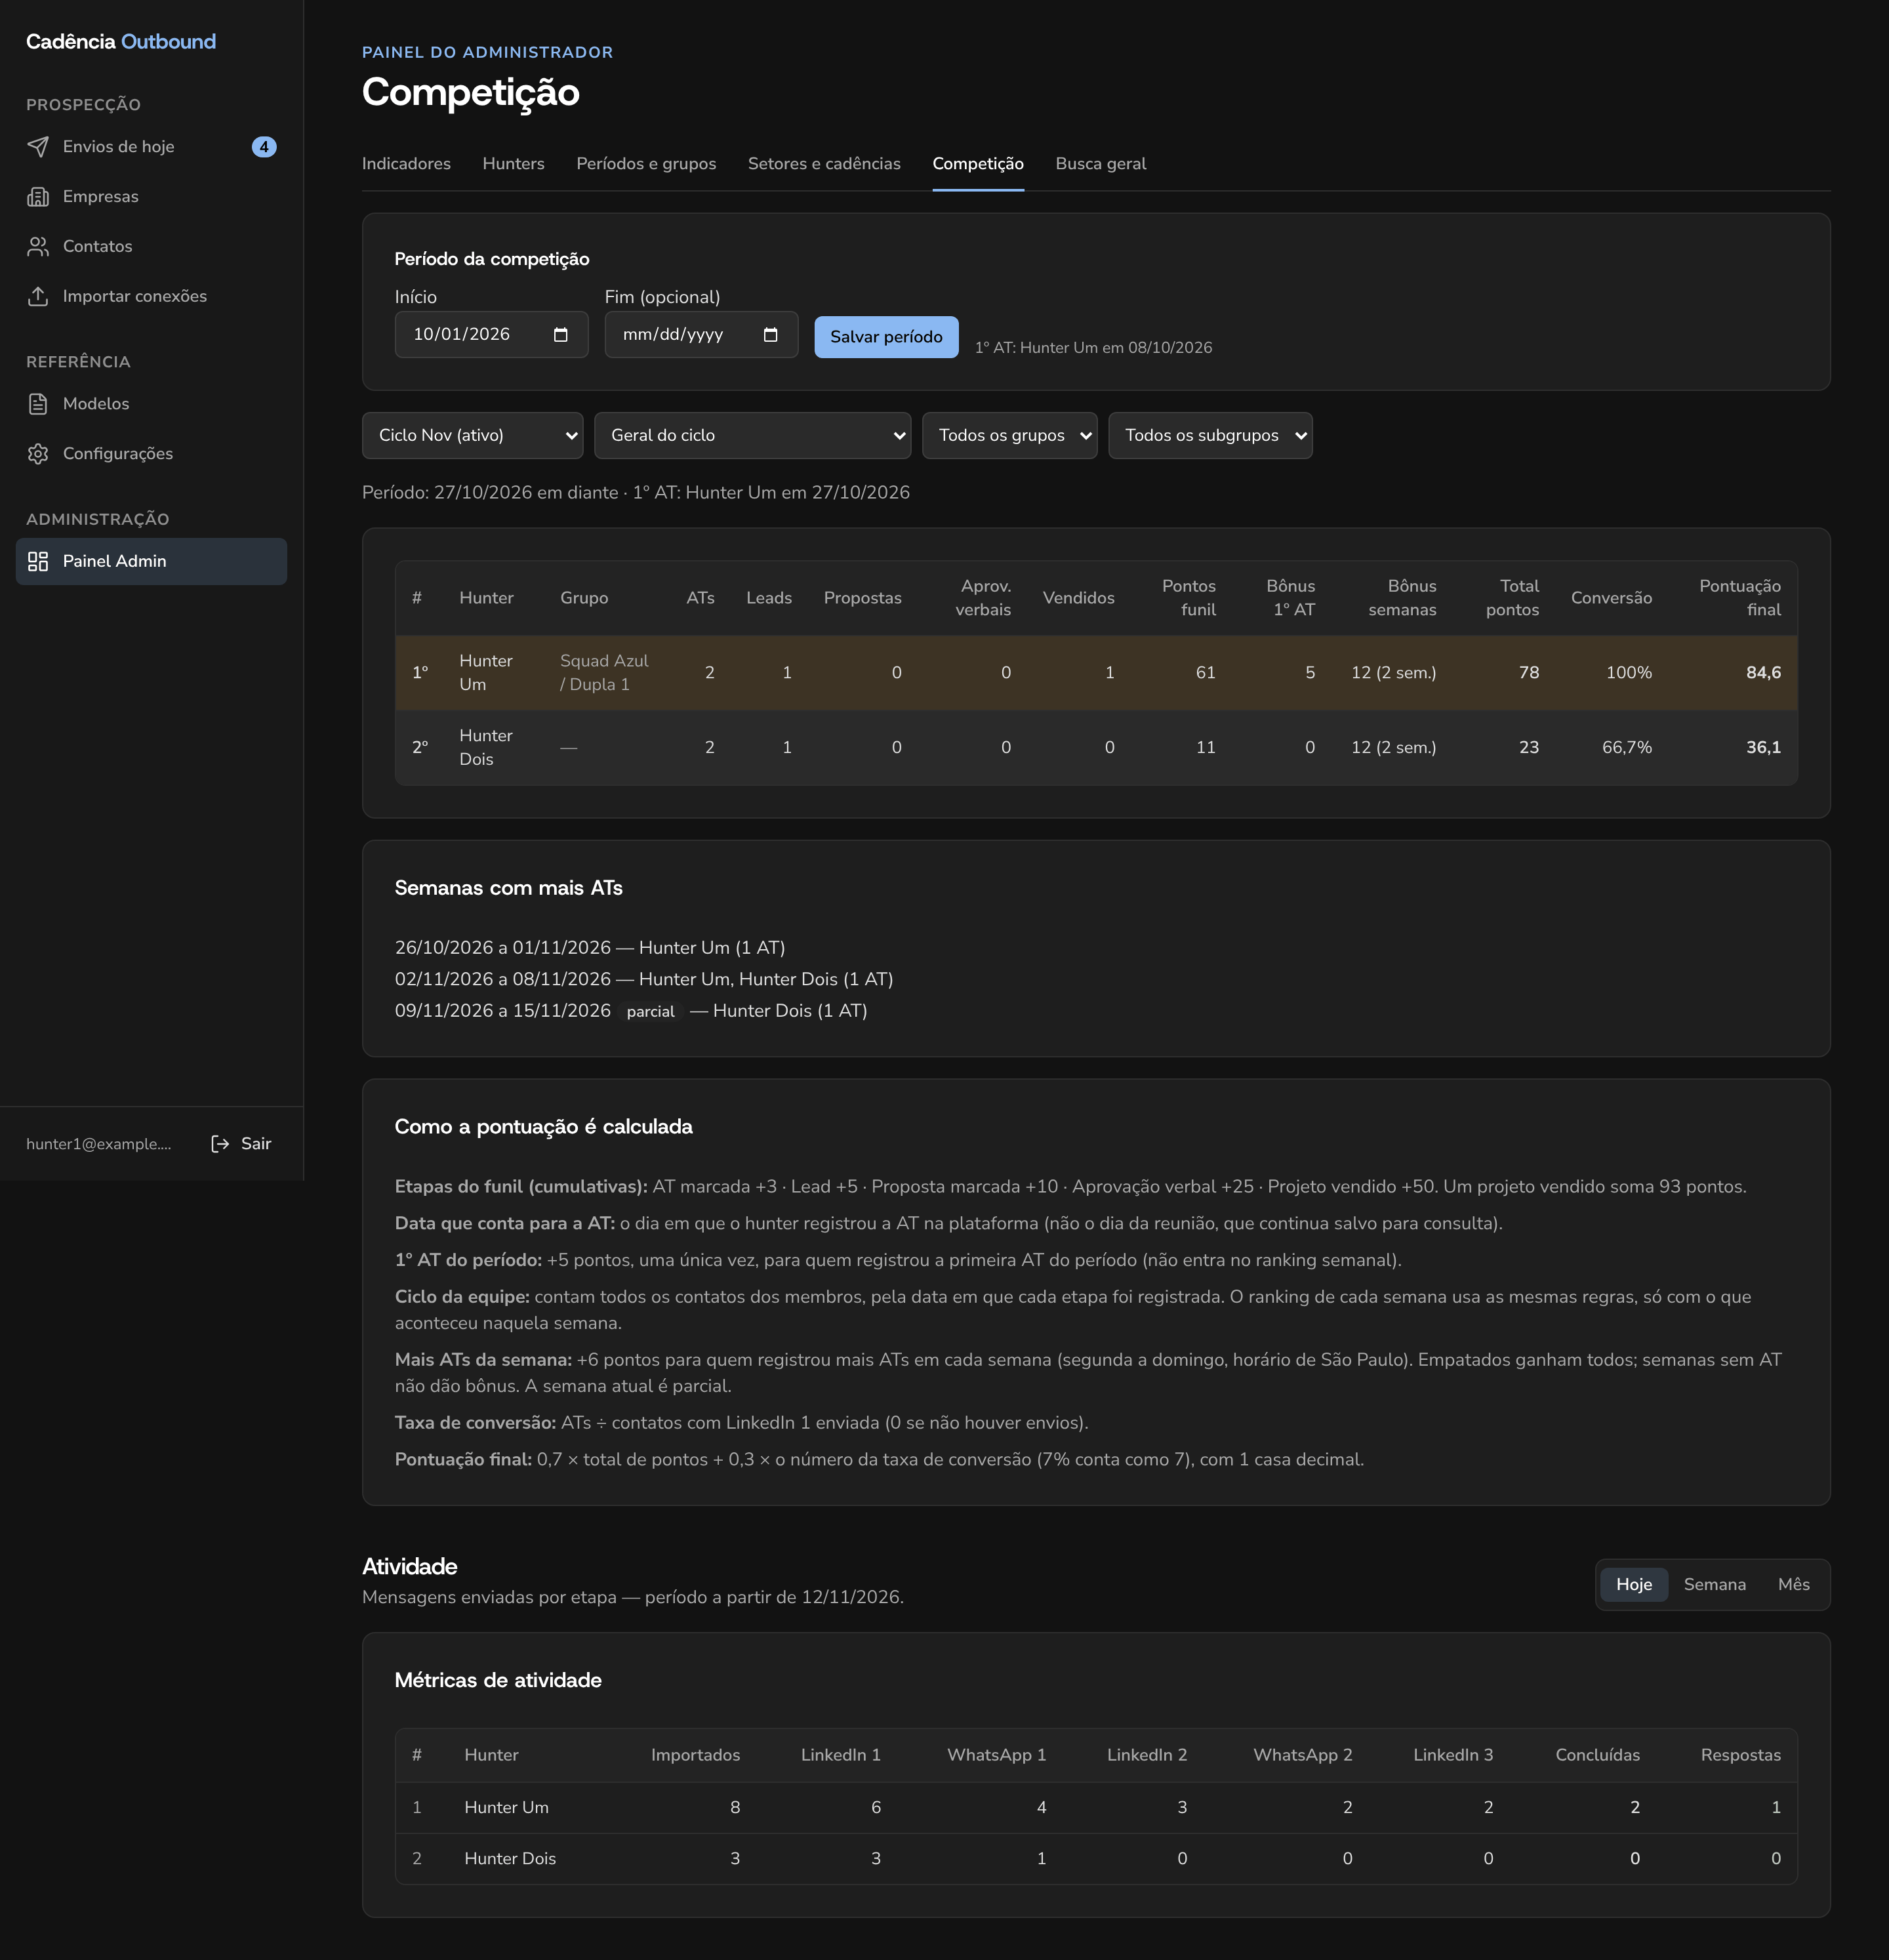 Cadência Outbound
PROSPECÇÃO
Envios de hoje 4
Empresas
Contatos
Importar conexões
REFERÊNCIA
Modelos
Configurações
ADMINISTRAÇÃO
Painel Admin
hunter1@example.... Sair
PAINEL DO ADMINISTRADOR
Competição
Indicadores Hunters Períodos e grupos Setores e cadências Competição Busca geral
Período da competição
Início Fim (opcional)
10/01/2026 mm/dd/yyyy Salvar período 1º AT: Hunter Um em 08/10/2026
Ciclo Nov (ativo) Geral do ciclo Todos os grupos Todos os subgrupos
Período: 27/10/2026 em diante · 1º AT: Hunter Um em 27/10/2026
# Hunter Grupo ATs Leads Propostas Aprov. verbais Vendidos Pontos funil Bônus 1º AT Bônus semanas Total pontos Conversão Pontuação final
1º Hunter Um Squad Azul / Dupla 1 2 1 0 0 1 61 5 12 (2 sem.) 78 100% 84,6
2º Hunter Dois — 2 1 0 0 0 11 0 12 (2 sem.) 23 66,7% 36,1
Semanas com mais ATs
26/10/2026 a 01/11/2026 — Hunter Um (1 AT)
02/11/2026 a 08/11/2026 — Hunter Um, Hunter Dois (1 AT)
09/11/2026 a 15/11/2026 parcial — Hunter Dois (1 AT)
Como a pontuação é calculada
Etapas do funil (cumulativas): AT marcada +3 · Lead +5 · Proposta marcada +10 · Aprovação verbal +25 · Projeto vendido +50. Um projeto vendido soma 93 pontos.
Data que conta para a AT: o dia em que o hunter registrou a AT na plataforma (não o dia da reunião, que continua salvo para consulta).
1º AT do período: +5 pontos, uma única vez, para quem registrou a primeira AT do período (não entra no ranking semanal).
Ciclo da equipe: contam todos os contatos dos membros, pela data em que cada etapa foi registrada. O ranking de cada semana usa as mesmas regras, só com o que
aconteceu naquela semana.
Mais ATs da semana: +6 pontos para quem registrou mais ATs em cada semana (segunda a domingo, horário de São Paulo). Empatados ganham todos; semanas sem AT
não dão bônus. A semana atual é parcial.
Taxa de conversão: ATs ÷ contatos com LinkedIn 1 enviada (0 se não houver envios).
Pontuação final: 0,7 × total de pontos + 0,3 × o número da taxa de conversão (7% conta como 7), com 1 casa decimal.
Atividade
Mensagens enviadas por etapa — período a partir de 12/11/2026.
Hoje Semana Mês
Métricas de atividade
# Hunter Importados LinkedIn 1 WhatsApp 1 LinkedIn 2 WhatsApp 2 LinkedIn 3 Concluídas Respostas
1 Hunter Um 8 6 4 3 2 2 2 1
2 Hunter Dois 3 3 1 0 0 0 0 0